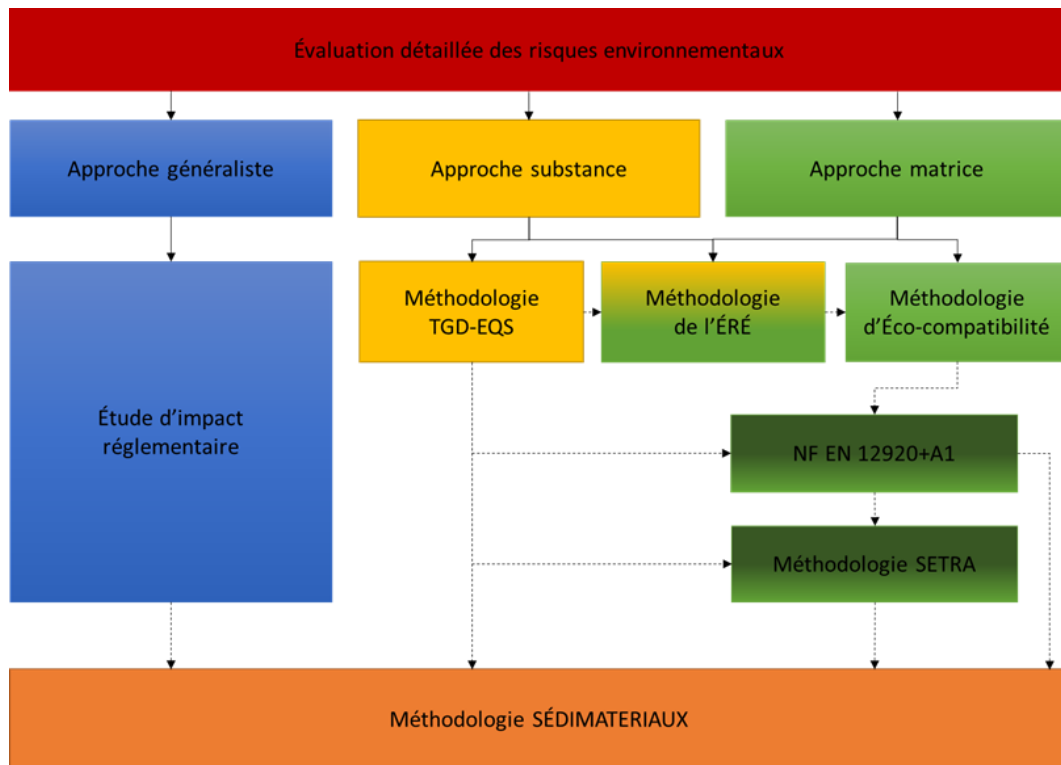 Évaluation détaillée des risques environnementaux
Approche généraliste
Approche substance
Approche matrice
Méthodologie
TGD-EQS
Méthodologie
de l'ÉRÉ
Méthodologie
d'Éco-compatibilité
Étude d'impact
réglementaire
NF EN 12920+A1
Méthodologie SETRA
Méthodologie SÉDIMATERIAUX